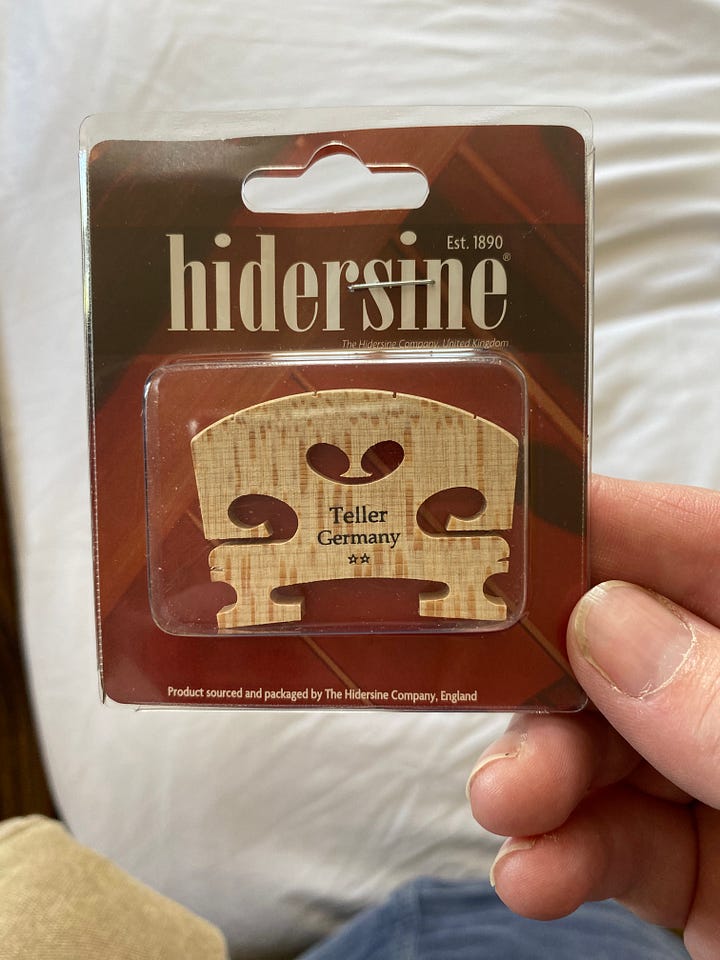 Est. 1890
hidersine®
The Hidersine Company, United Kingdom
Teller
Germany
☆☆
Product sourced and packaged by The Hidersine Company, England